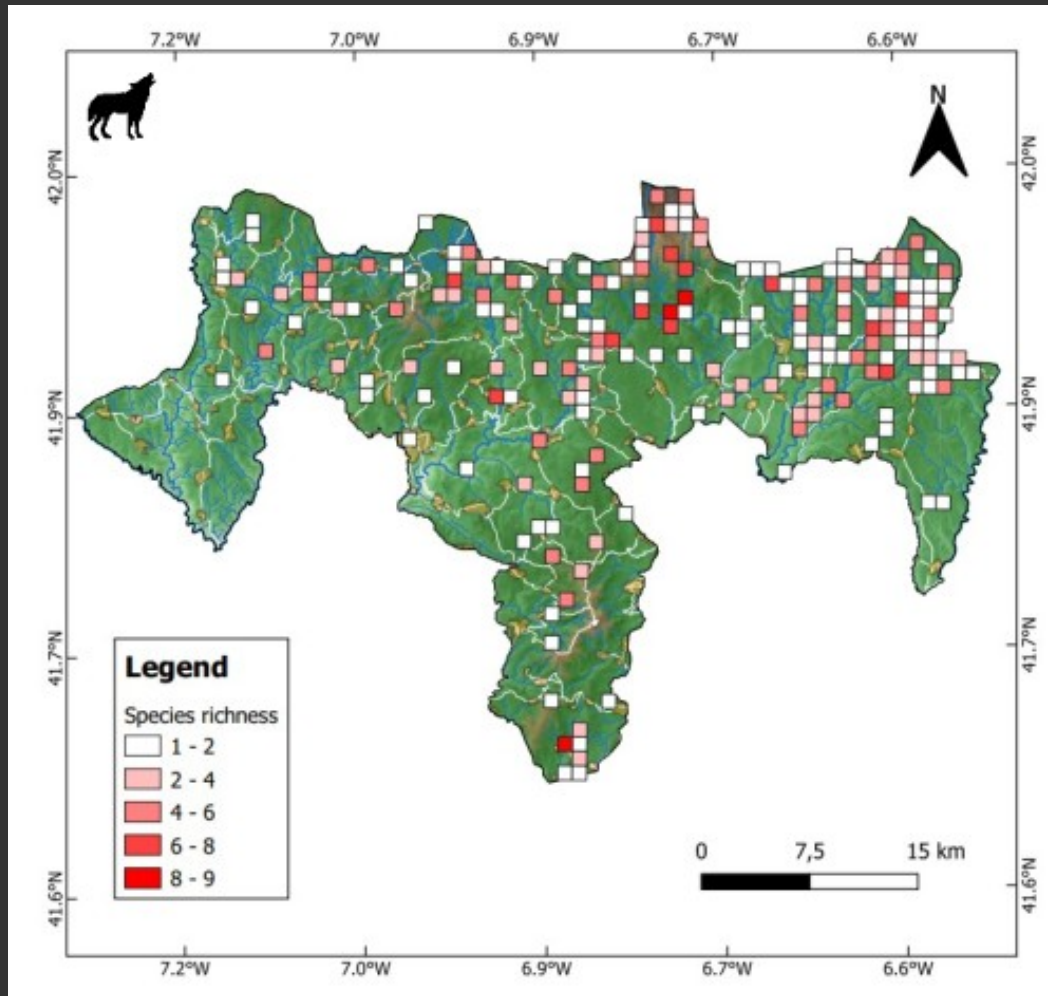 7.2°W 7.0°W 6.9°W 6.7°W 6.6°W
N
42.0°N 42.0°N
41.9°N 41.9°N
41.7°N 41.7°N
Legend
Species richness
1 - 2
2 - 4
4 - 6
6 - 8
8 - 9
0 7,5 15 km
41.6°N 41.6°N
7.2°W 7.0°W 6.9°W 6.7°W 6.6°W